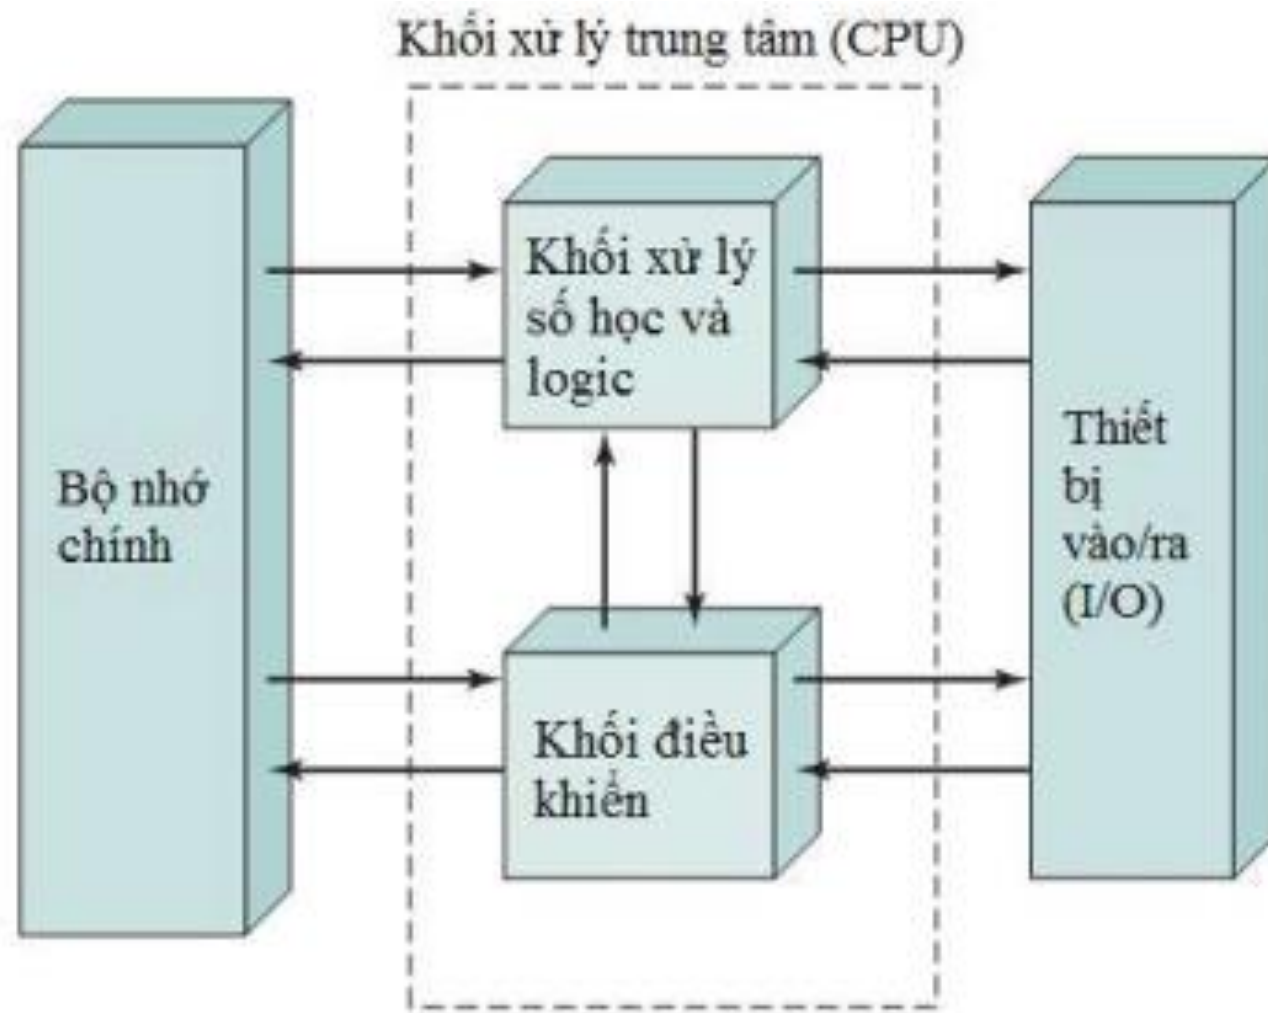 Khối xử lý trung tâm (CPU)
Bộ nhớ
chính
Khối xử lý
số học và
logic
Khối điều
khiển
Thiết
bị
vào/ra
(I/O)